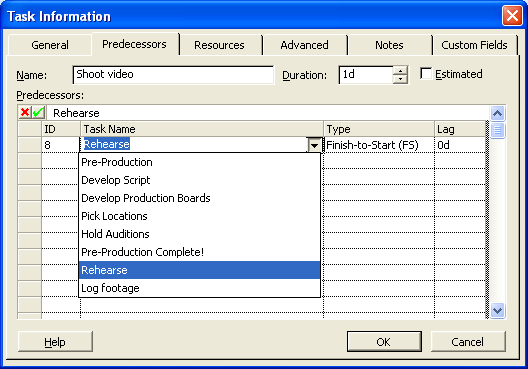 Task Information
General Predecessors Resources Advanced Notes Custom Fields
Name: Shoot video Duration: 1d Estimated
Predecessors:
Rehearse
ID Task Name Type Lag
8 Rehearse Finish-to-Start (FS) 0d
Pre-Production
Develop Script
Develop Production Boards
Pick Locations
Hold Auditions
Pre-Production Complete!
Rehearse
Log footage
Help OK Cancel